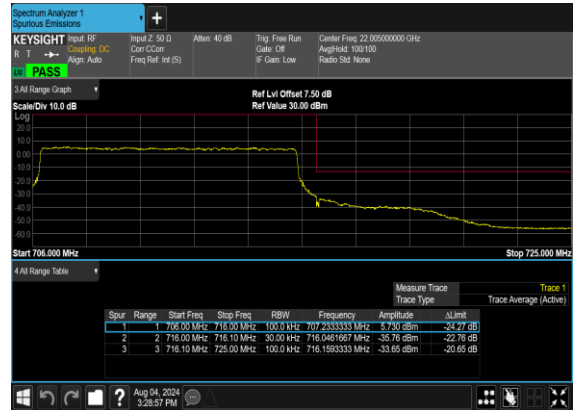 Spectrum Analyzer 1
Spurious Emissions
+
KEYSIGHT Input: RF Input Z: 50 Ω Atten: 40 dB Trig: Free Run Center Freq: 22.005000000 GHz
R T Coupling: DC Corr CCorr Gate: Off Avg|Hold: 100/100
Align: Auto Freq Ref: Int (S) IF Gain: Low Radio Std: None
LXI PASS
3 All Range Graph
Ref Lvl Offset 7.50 dB
Scale/Div 10.0 dB Ref Value 30.00 dBm
Log
20.0
10.0
0.00
-10.0
-20.0
-30.0
-40.0
-50.0
-60.0
Start 706.000 MHz Stop 725.000 MHz
4 All Range Table
Measure Trace Trace 1
Trace Type Trace Average (Active)
Spur Range Start Freq Stop Freq RBW Frequency Amplitude ΔLimit
1 1 706.00 MHz 716.00 MHz 100.0 kHz 707.2333333 MHz 5.730 dBm -24.27 dB
2 2 716.00 MHz 716.10 MHz 30.00 kHz 716.0461667 MHz -35.76 dBm -22.76 dB
3 3 716.10 MHz 725.00 MHz 100.0 kHz 716.1593333 MHz -33.65 dBm -20.65 dB
? Aug 04, 2024
3:28:57 PM